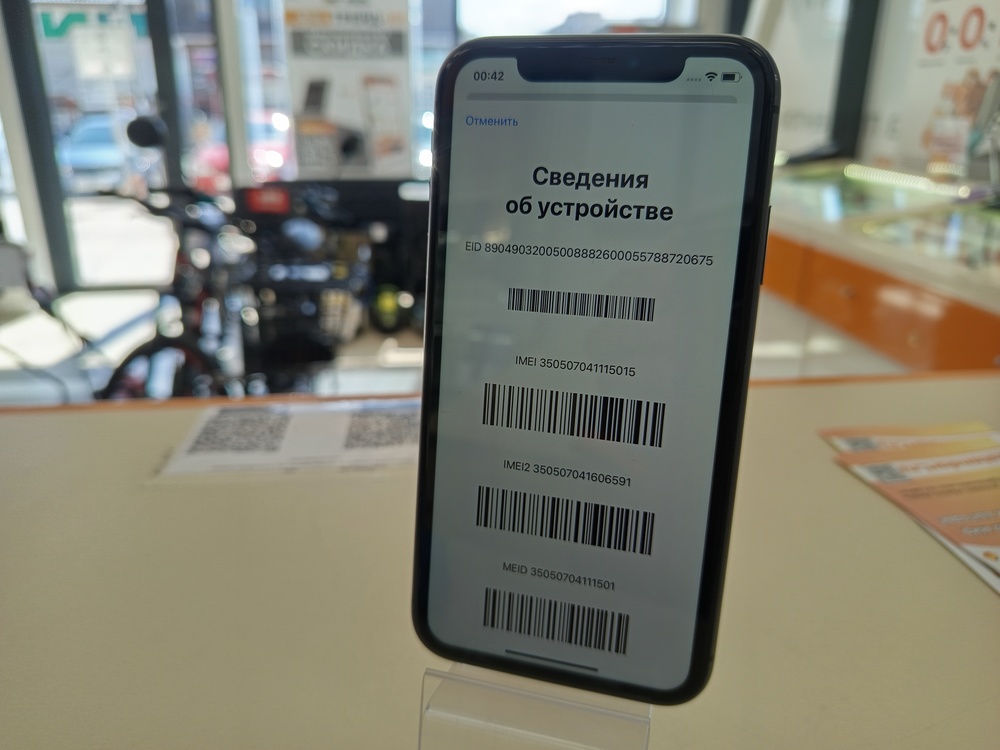 00:42
Отменить
Сведения
об устройстве
EID 89049032005008882600055788720675
IMEI 350507041115015
IMEI2 350507041606591
MEID 35050704111501